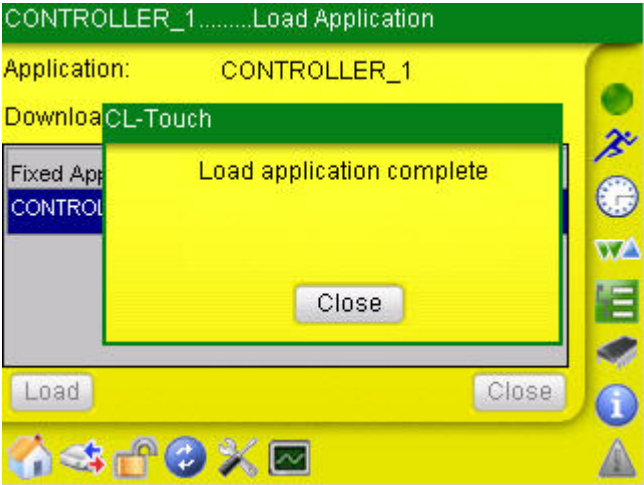 CONTROLLER_1.........Load Application
Application: CONTROLLER_1
Downloa
CL-Touch
Load application complete
Fixed App
CONTROL
Close
Load
Close